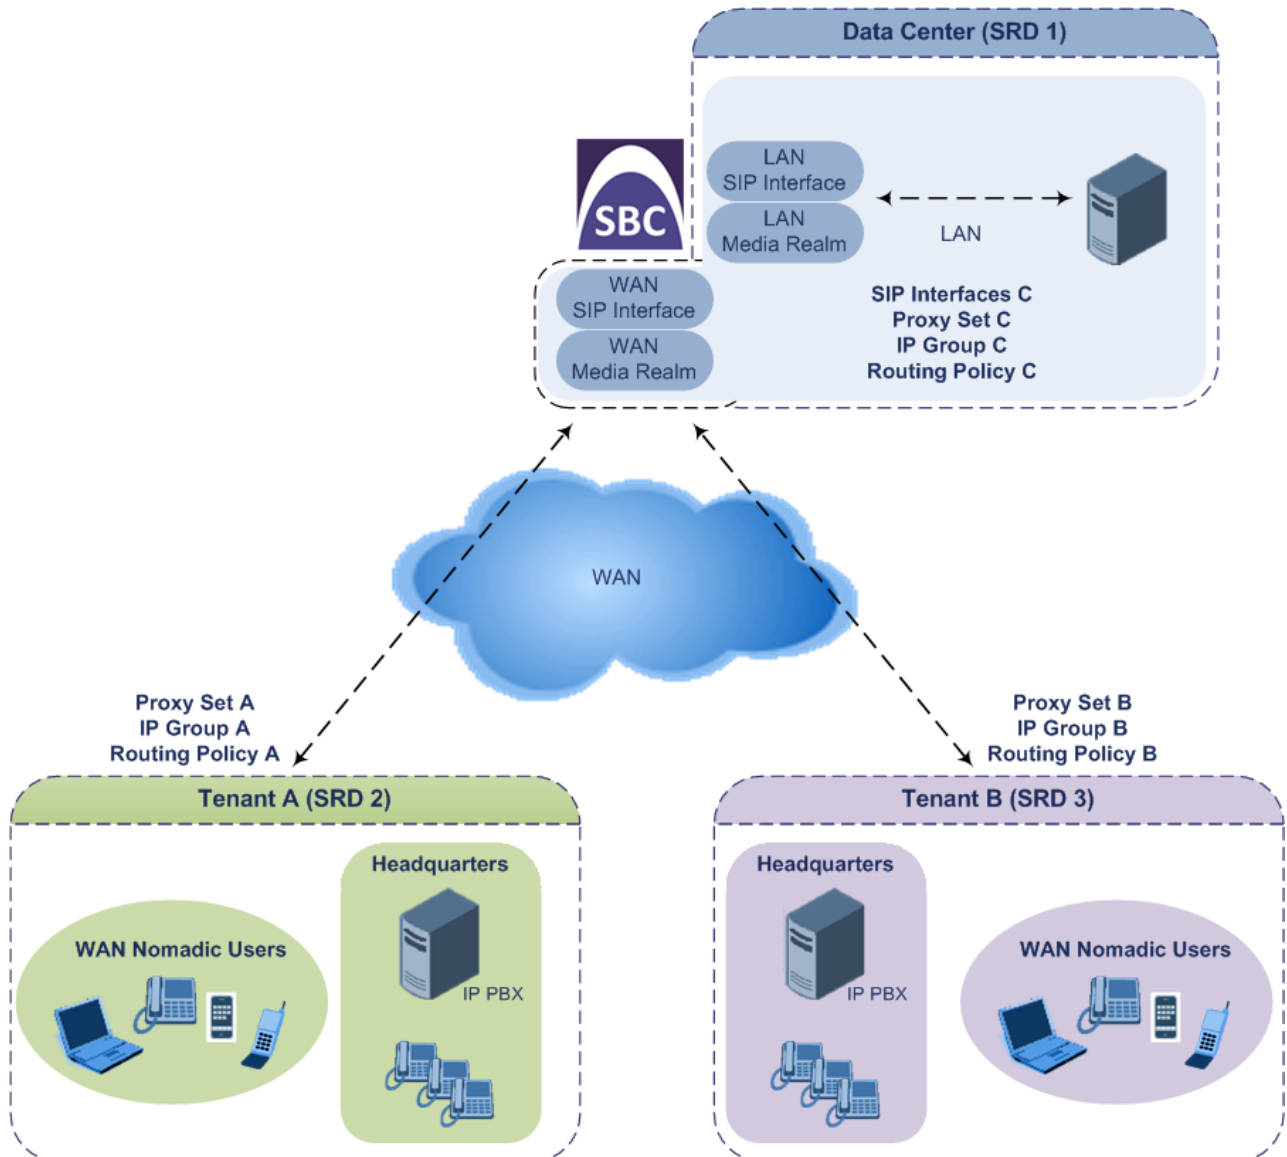 Data Center (SRD 1)
LAN
SIP Interface
LAN
Media Realm
LAN
SBC
WAN
SIP Interface
WAN
Media Realm
SIP Interfaces C
Proxy Set C
IP Group C
Routing Policy C
WAN
Proxy Set A
IP Group A
Routing Policy A
Proxy Set B
IP Group B
Routing Policy B
Tenant A (SRD 2)
Headquarters
WAN Nomadic Users
IP PBX
Tenant B (SRD 3)
Headquarters
IP PBX
WAN Nomadic Users